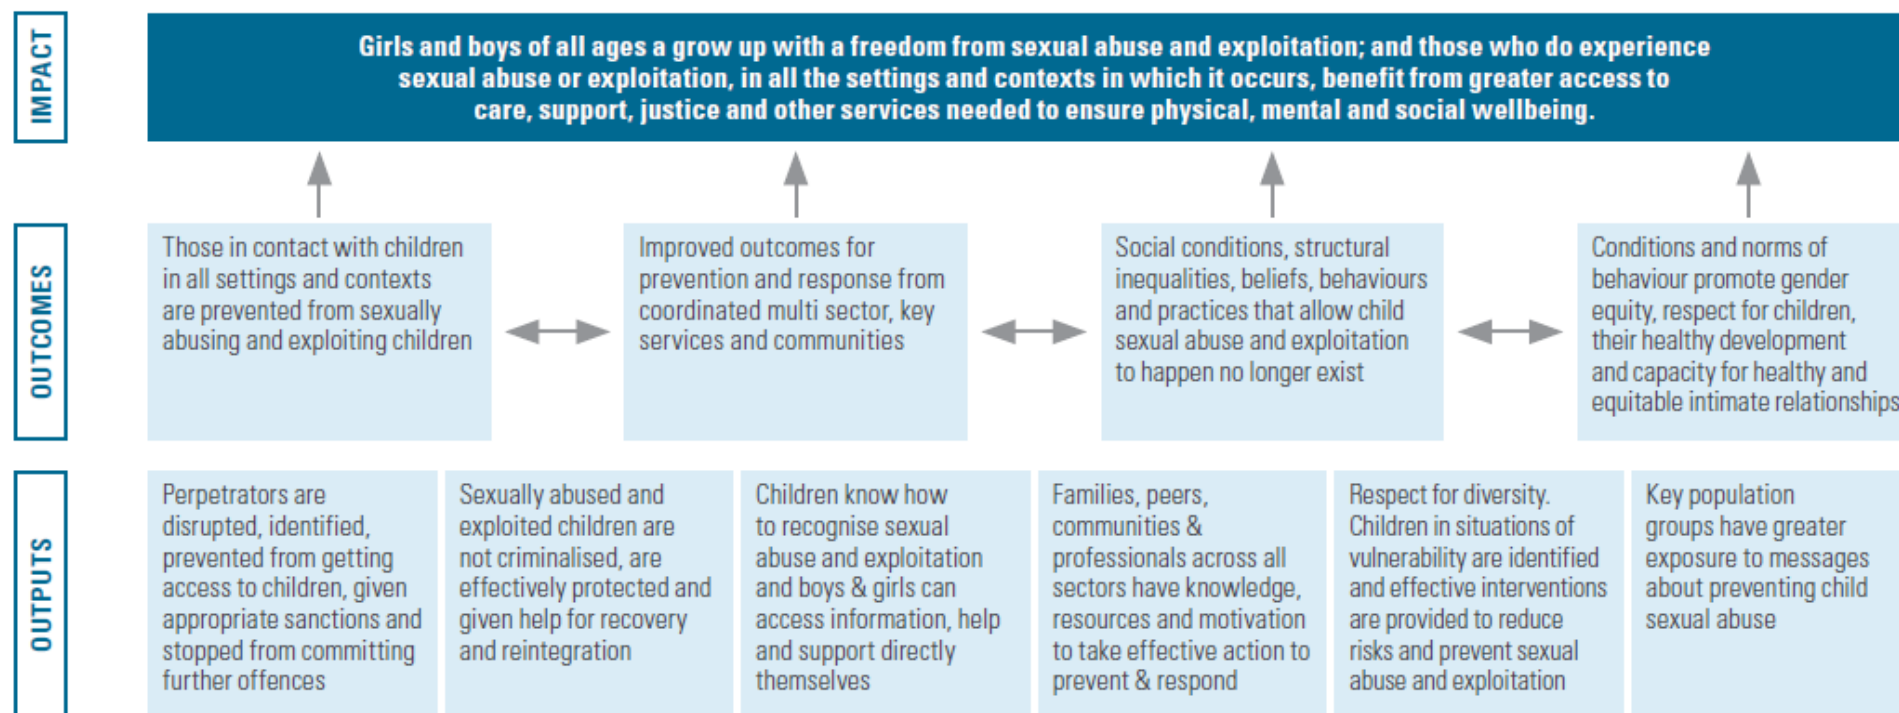 IMPACT
Girls and boys of all ages a grow up with a freedom from sexual abuse and exploitation; and those who do experience
sexual abuse or exploitation, in all the settings and contexts in which it occurs, benefit from greater access to
care, support, justice and other services needed to ensure physical, mental and social wellbeing.
OUTCOMES
Those in contact with children
in all settings and contexts
are prevented from sexually
abusing and exploiting children
Improved outcomes for
prevention and response from
coordinated multi sector, key
services and communities
Social conditions, structural
inequalities, beliefs, behaviours
and practices that allow child
sexual abuse and exploitation
to happen no longer exist
Conditions and norms of
behaviour promote gender
equity, respect for children,
their healthy development
and capacity for healthy and
equitable intimate relationships
OUTPUTS
Perpetrators are
disrupted, identified,
prevented from getting
access to children, given
appropriate sanctions and
stopped from committing
further offences
Sexually abused and
exploited children are
not criminalised, are
effectively protected and
given help for recovery
and reintegration
Children know how
to recognise sexual
abuse and exploitation
and boys & girls can
access information, help
and support directly
themselves
Families, peers,
communities &
professionals across all
sectors have knowledge,
resources and motivation
to take effective action to
prevent & respond
Respect for diversity.
Children in situations of
vulnerability are identified
and effective interventions
are provided to reduce
risks and prevent sexual
abuse and exploitation
Key population
groups have greater
exposure to messages
about preventing child
sexual abuse